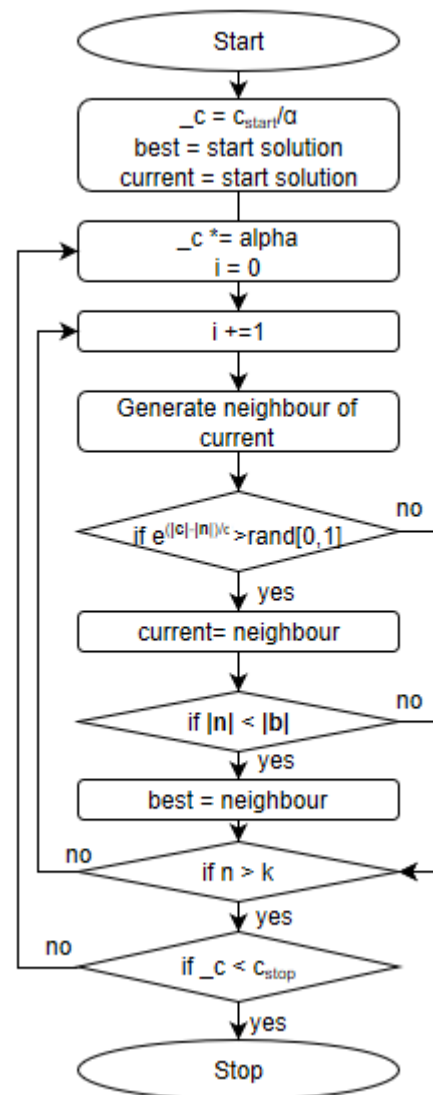 Start
_c = c_start/α
best = start solution
current = start solution
_c *= alpha
i = 0
i +=1
Generate neighbour of
current
if e^(|c|-|n|)/c >rand[0,1]
no
yes
current= neighbour
if |n| < |b|
no
yes
best = neighbour
no
if n > k
yes
no
if _c < c_stop
yes
Stop